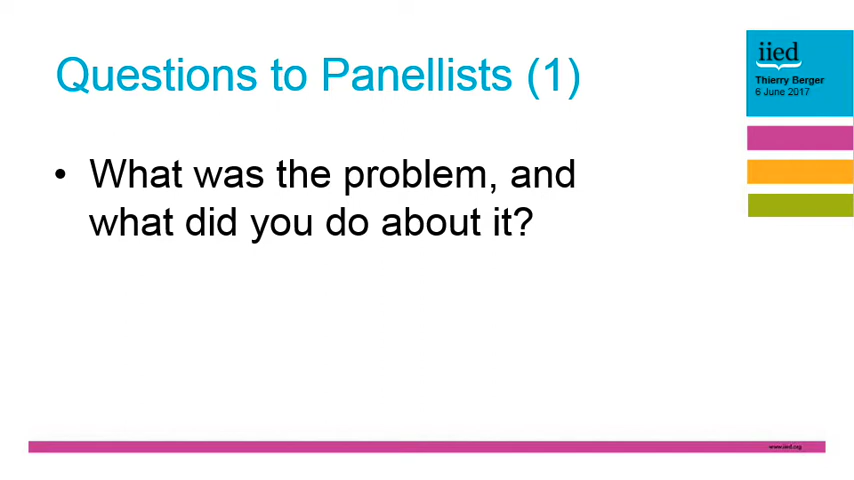 Questions to Panellists (1)
• What was the problem, and
what did you do about it?
iied
Thierry Berger
6 June 2017
www.iied.org